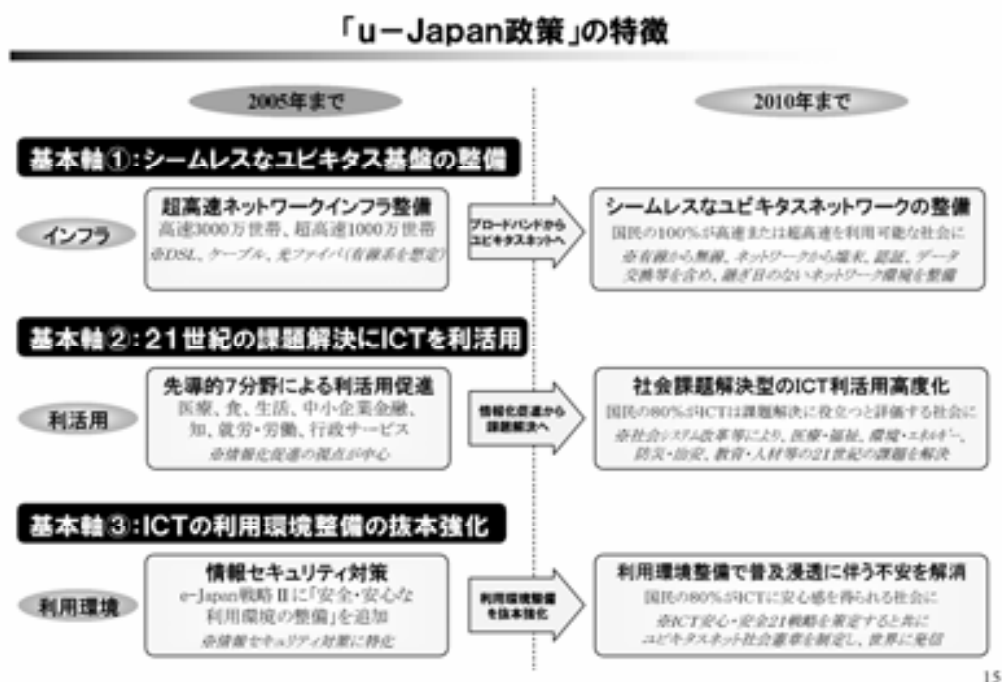 「u－Japan政策」の特徴
2005年まで
2010年まで
基本軸①：シームレスなユビキタス基盤の整備
インフラ
超高速ネットワークインフラ整備
高速3000万世帯、超高速1000万世帯
※DSL、ケーブル、光ファイバ（有線系を想定）
ブロードバンドから
ユビキタスネットへ
シームレスなユビキタスネットワークの整備
国民の100%が高速または超高速を利用可能な社会に
※有線から無線、ネットワークから端末、認証、データ
交換等を含め、継ぎ目のないネットワーク環境を整備
基本軸②：21世紀の課題解決にICTを利活用
利活用
先導的7分野による利活用促進
医療、食、生活、中小企業金融、
知、就労・労働、行政サービス
※情報化促進の視点が中心
情報化促進から
課題解決へ
社会課題解決型のICT利活用高度化
国民の80%がICTは課題解決に役立つと評価する社会に
※社会システム改革等により、医療・福祉、環境・エネルギー、
防災・治安、教育・人材等の21世紀の課題を解決
基本軸③：ICTの利用環境整備の抜本強化
利用環境
情報セキュリティ対策
e-Japan戦略Ⅱに「安全・安心な
利用環境の整備」を追加
※情報セキュリティ対策に特化
利用環境整備
を抜本強化
利用環境整備で普及浸透に伴う不安を解消
国民の80%がICTに安心感を得られる社会に
※ICT安心・安全21戦略を策定すると共に
ユビキタスネット社会憲章を制定し、世界に発信
15